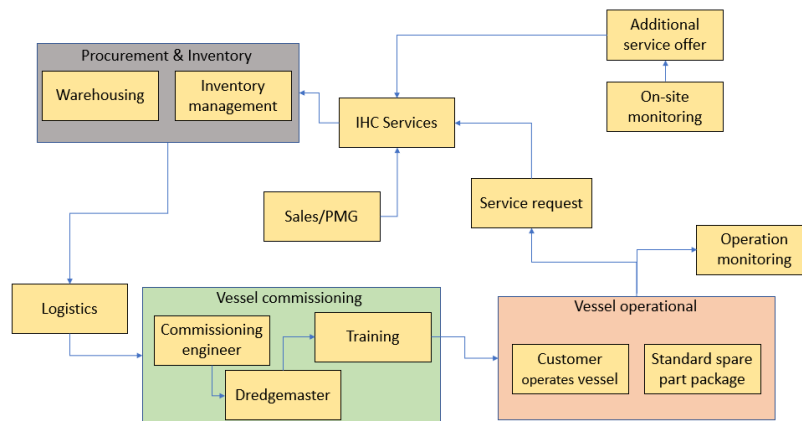 Additional
service offer
Procurement & Inventory
Warehousing
Inventory
management
On-site
monitoring
IHC Services
Sales/PMG
Service request
Operation
monitoring
Logistics
Vessel commissioning
Commissioning
engineer
Training
Dredgemaster
Vessel operational
Customer
operates vessel
Standard spare
part package